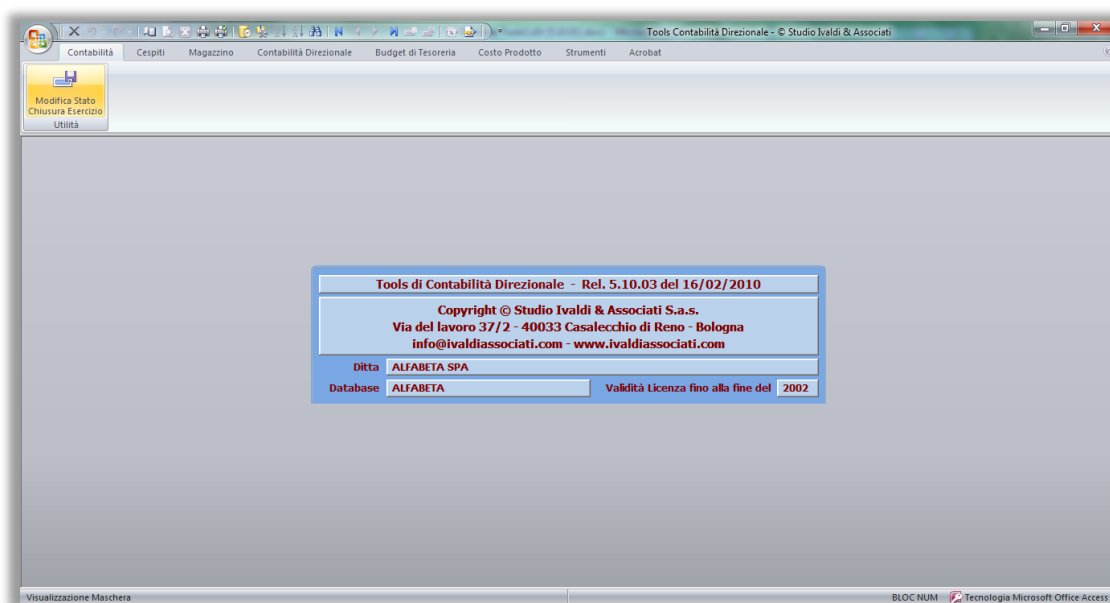 Tools Contabilità Direzionale - © Studio Ivaldi & Associati
Contabilità Cespiti Magazzino Contabilità Direzionale Budget di Tesoreria Costo Prodotto Strumenti Acrobat
Modifica Stato
Chiusura Esercizio
Utilità
Tools di Contabilità Direzionale - Rel. 5.10.03 del 16/02/2010
Copyright © Studio Ivaldi & Associati S.a.s.
Via del lavoro 37/2 - 40033 Casalecchio di Reno - Bologna
info@ivaldiassociati.com - www.ivaldiassociati.com
Ditta ALFABETA SPA
Database ALFABETA Validità Licenza fino alla fine del 2002
Visualizzazione Maschera BLOC NUM Tecnologia Microsoft Office Access